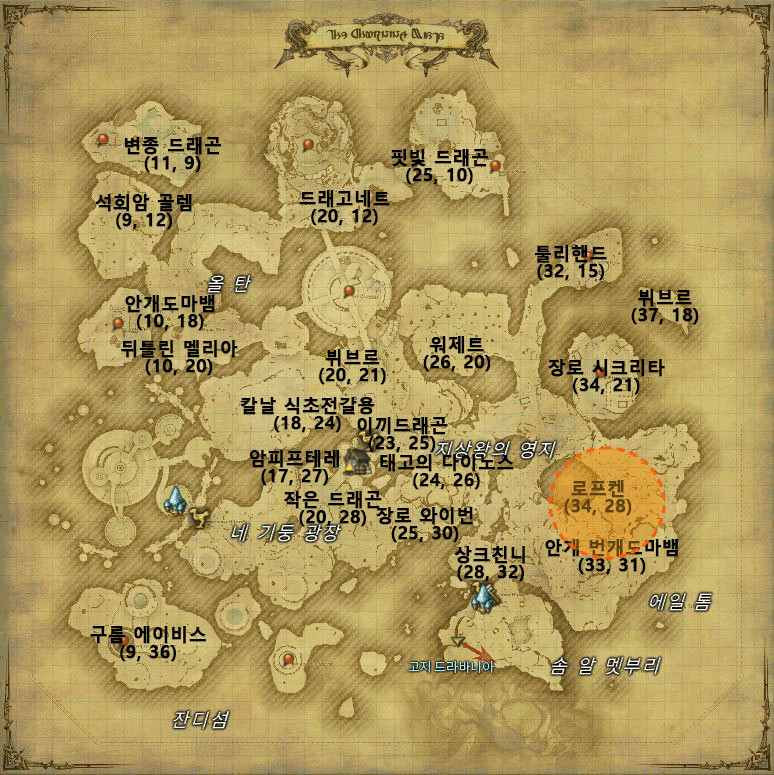 변종 드래곤
(11, 9)
핏빛 드래곤
(25, 10)
석회암 골렘
(9, 12)
드래고네트
(20, 12)
툴리핸드
(32, 15)
올 탄
뷔브르
(37, 18)
안개도마뱀
(10, 18)
뒤틀린 멜리아
(10, 20)
워제트
(26, 20)
뷔브르
(20, 21)
장로 시크리타
(34, 21)
칼날 식초전갈용
(18, 24)
이끼드래곤
(23, 25)
지상왕의 영지
암피프테레
(17, 27)
태고의 나이노스
(24, 26)
로프켄
(34, 28)
작은 드래곤
(20, 28)
장로 와이번
(25, 30)
네 기둥 광장
상크친니
(28, 32)
안개 번개도마뱀
(33, 31)
에일 톰
구름 에이비스
(9, 36)
고지 드라바니아
솜 알 멧부리
잔디섬